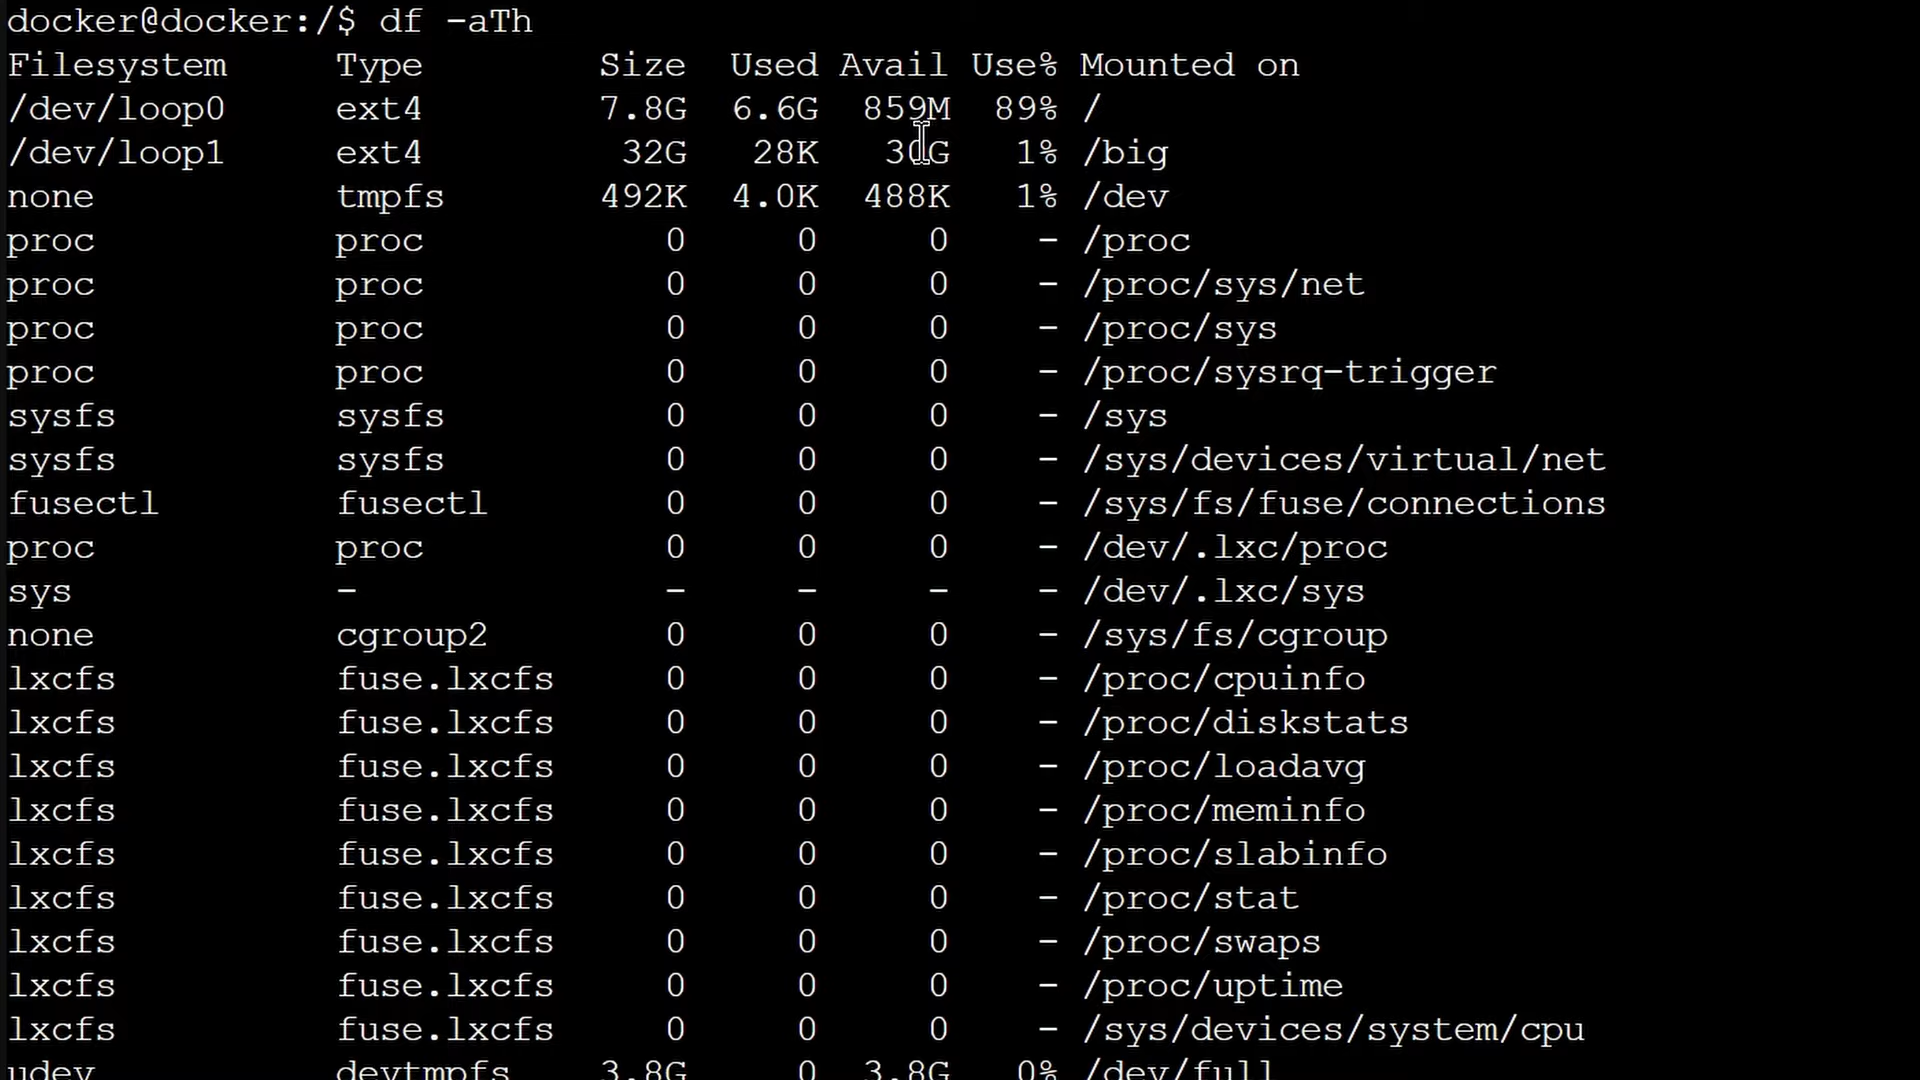 docker@docker:/$ df -aTh
Filesystem     Type         Size  Used Avail Use% Mounted on
/dev/loop0     ext4         7.8G  6.6G  859M  89% /
/dev/loop1     ext4          32G   28K   30G   1% /big
none           tmpfs        492K  4.0K  488K   1% /dev
proc           proc            0     0     0    - /proc
proc           proc            0     0     0    - /proc/sys/net
proc           proc            0     0     0    - /proc/sys
proc           proc            0     0     0    - /proc/sysrq-trigger
sysfs          sysfs           0     0     0    - /sys
sysfs          sysfs           0     0     0    - /sys/devices/virtual/net
fusectl        fusectl         0     0     0    - /sys/fs/fuse/connections
proc           proc            0     0     0    - /dev/.lxc/proc
sys            -               -     -     -    - /dev/.lxc/sys
none           cgroup2         0     0     0    - /sys/fs/cgroup
lxcfs          fuse.lxcfs      0     0     0    - /proc/cpuinfo
lxcfs          fuse.lxcfs      0     0     0    - /proc/diskstats
lxcfs          fuse.lxcfs      0     0     0    - /proc/loadavg
lxcfs          fuse.lxcfs      0     0     0    - /proc/meminfo
lxcfs          fuse.lxcfs      0     0     0    - /proc/slabinfo
lxcfs          fuse.lxcfs      0     0     0    - /proc/stat
lxcfs          fuse.lxcfs      0     0     0    - /proc/swaps
lxcfs          fuse.lxcfs      0     0     0    - /proc/uptime
lxcfs          fuse.lxcfs      0     0     0    - /sys/devices/system/cpu
udev           devtmpfs     3.8G     0  3.8G   0% /dev/full